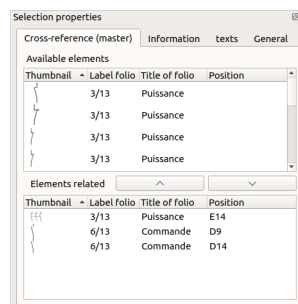 Selection properties
Cross-reference (master) Information texts General
Available elements
Thumbnail Label folio Title of folio Position
3/13 Puissance
3/13 Puissance
3/13 Puissance
3/13 Puissance
Elements related
Thumbnail Label folio Title of folio Position
3/13 Puissance E14
6/13 Commande D9
6/13 Commande D14